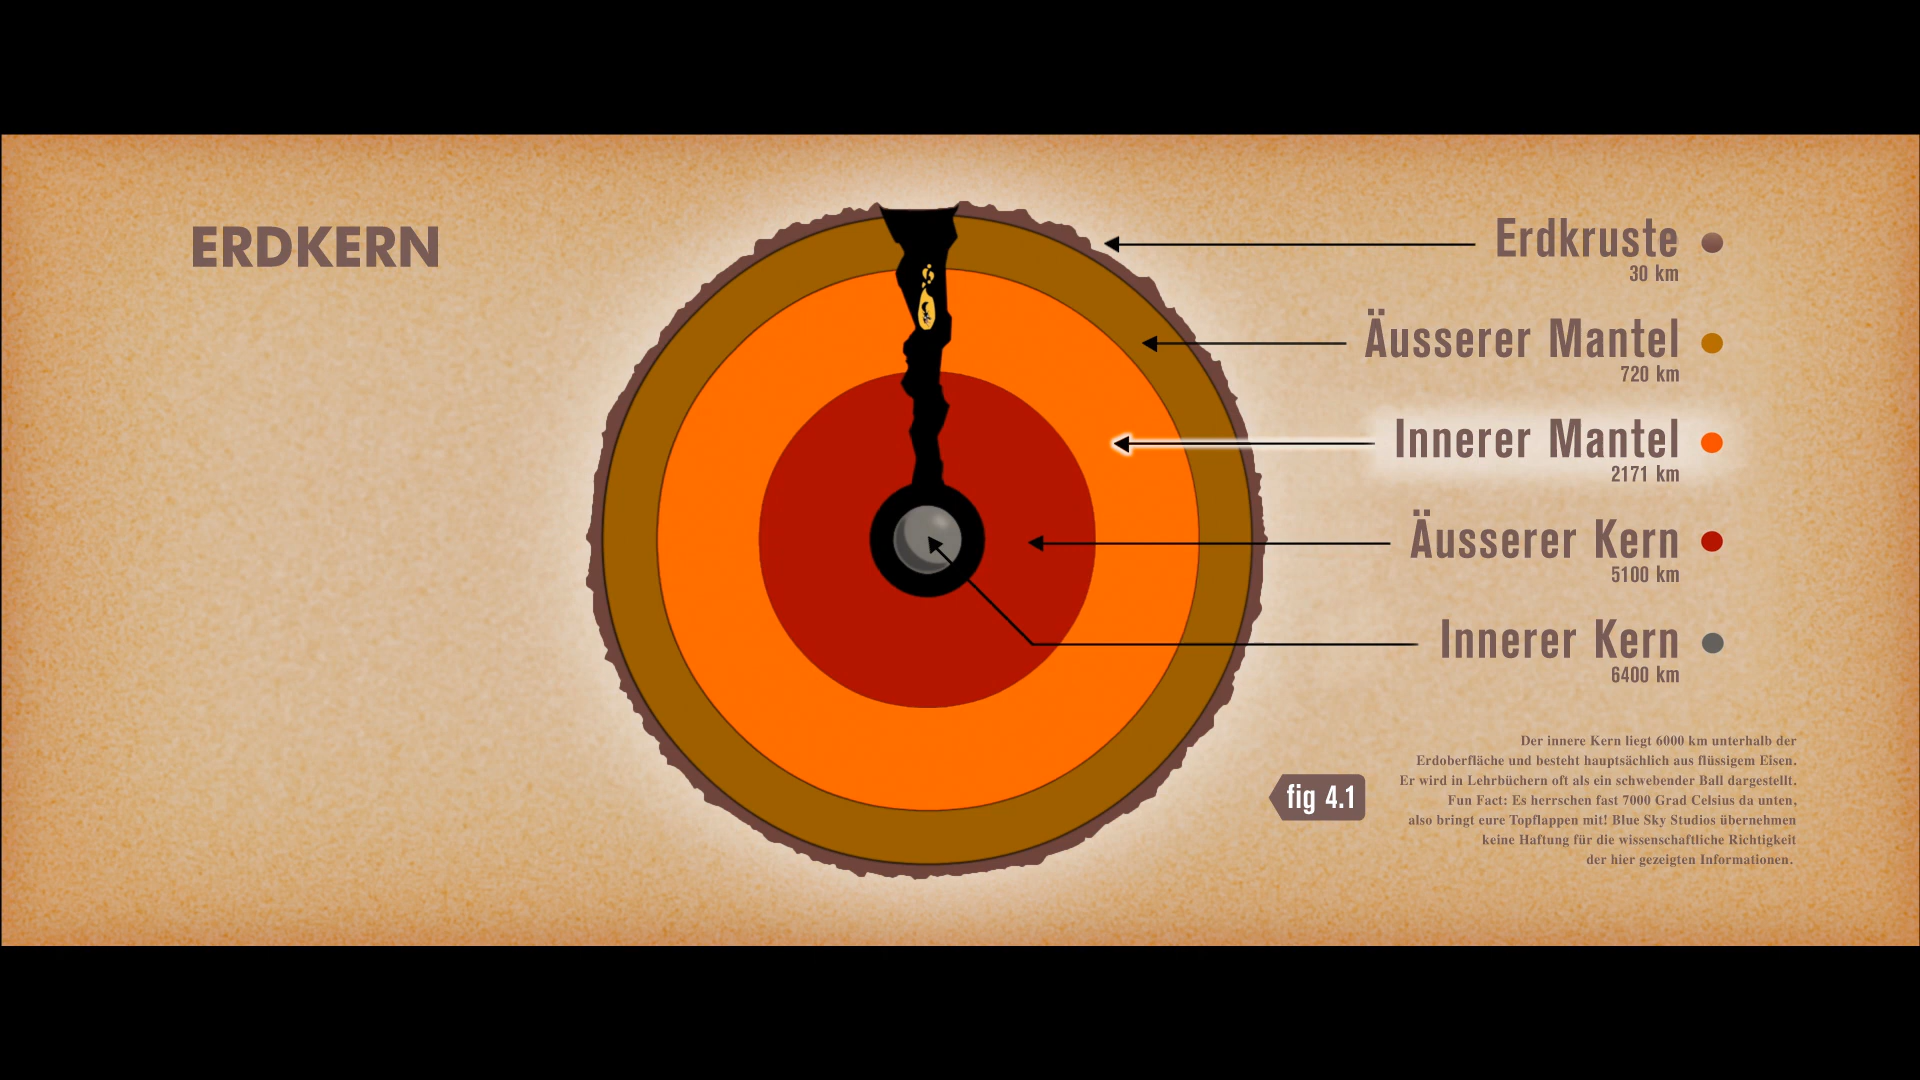 ERDKERN
Erdkruste
30 km
Äusserer Mantel
720 km
Innerer Mantel
2171 km
Äusserer Kern
5100 km
Innerer Kern
6400 km
fig 4.1
Der innere Kern liegt 6000 km unterhalb der
Erdoberfläche und besteht hauptsächlich aus flüssigem Eisen.
Er wird in Lehrbüchern oft als ein schwebender Ball dargestellt.
Fun Fact: Es herrschen fast 7000 Grad Celsius da unten,
also bringt eure Topflappen mit! Blue Sky Studios übernehmen
keine Haftung für die wissenschaftliche Richtigkeit
der hier gezeigten Informationen.